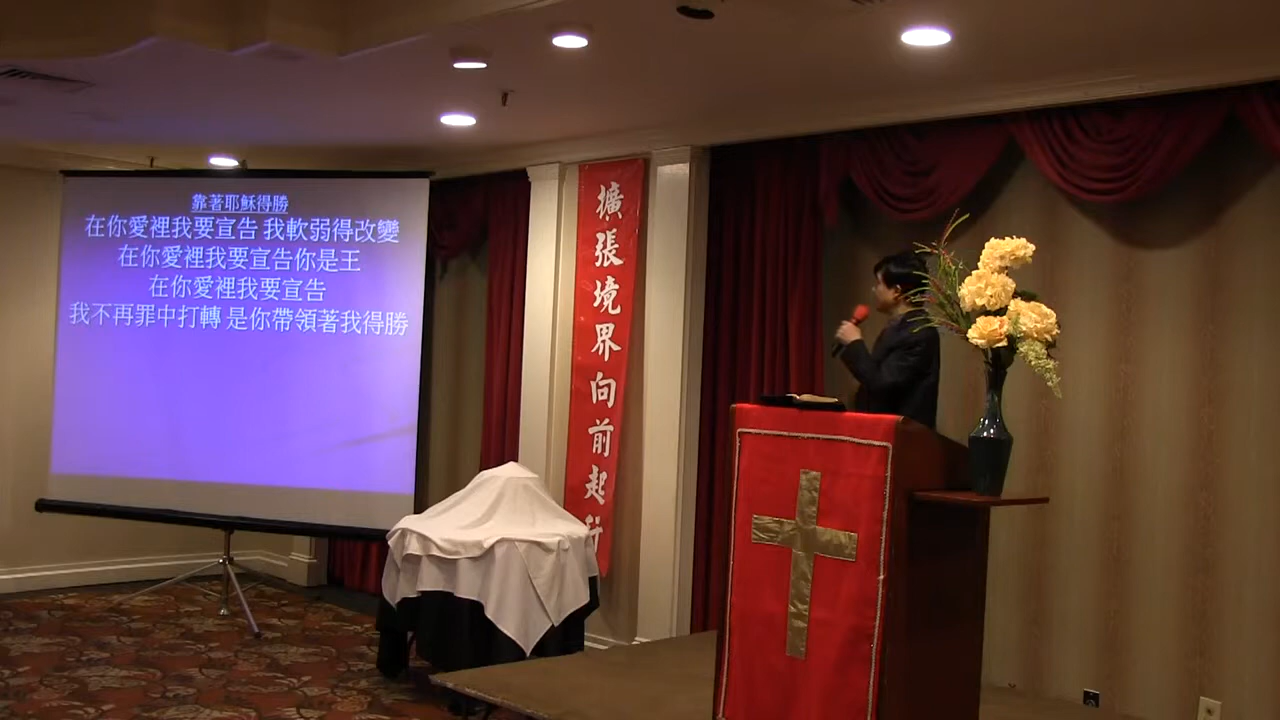 靠著耶穌得勝
在你愛裡我要宣告 我軟弱得改變
在你愛裡我要宣告你是王
在你愛裡我要宣告
我不再罪中打轉 是你帶領著我得勝
擴張境界向前起行